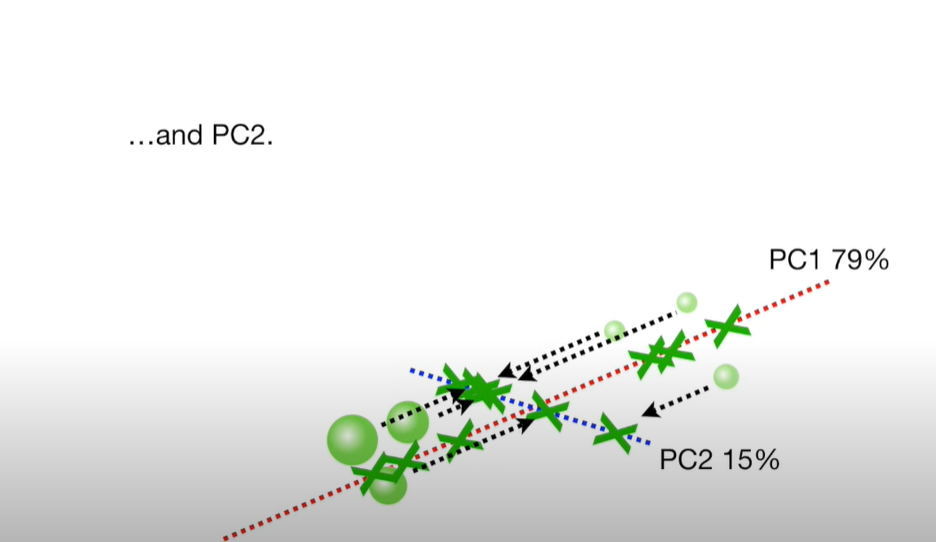 ...and PC2.
PC1 79%
PC2 15%